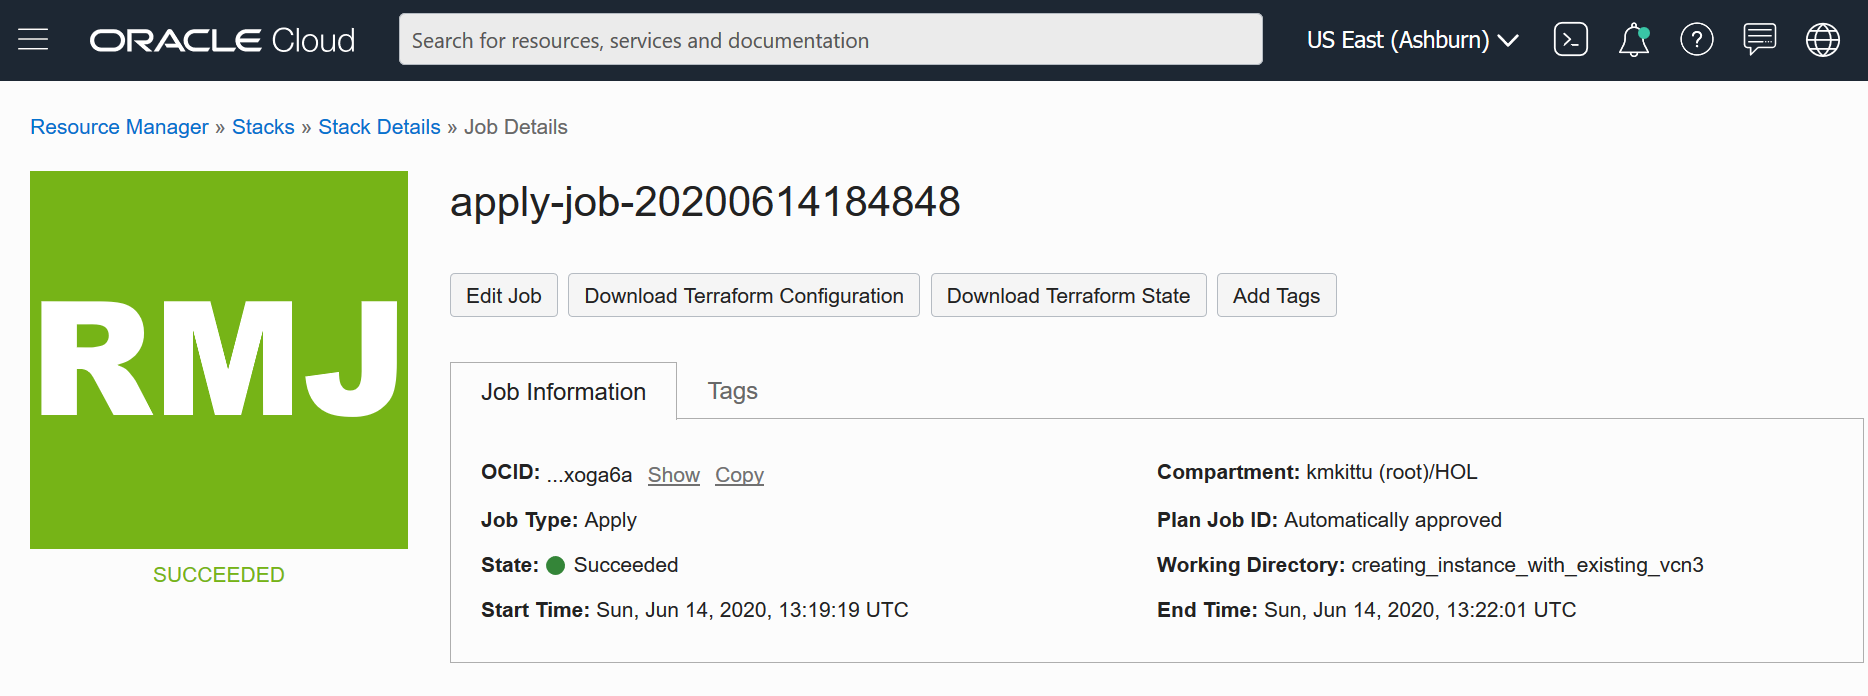 ORACLE Cloud
Search for resources, services and documentation
US East (Ashburn)
Resource Manager » Stacks » Stack Details » Job Details
RMJ
SUCCEEDED
apply-job-20200614184848
Edit Job
Download Terraform Configuration
Download Terraform State
Add Tags
Job Information
Tags
OCID: ...xoga6a Show Copy
Job Type: Apply
State: Succeeded
Start Time: Sun, Jun 14, 2020, 13:19:19 UTC
Compartment: kmkittu (root)/HOL
Plan Job ID: Automatically approved
Working Directory: creating_instance_with_existing_vcn3
End Time: Sun, Jun 14, 2020, 13:22:01 UTC